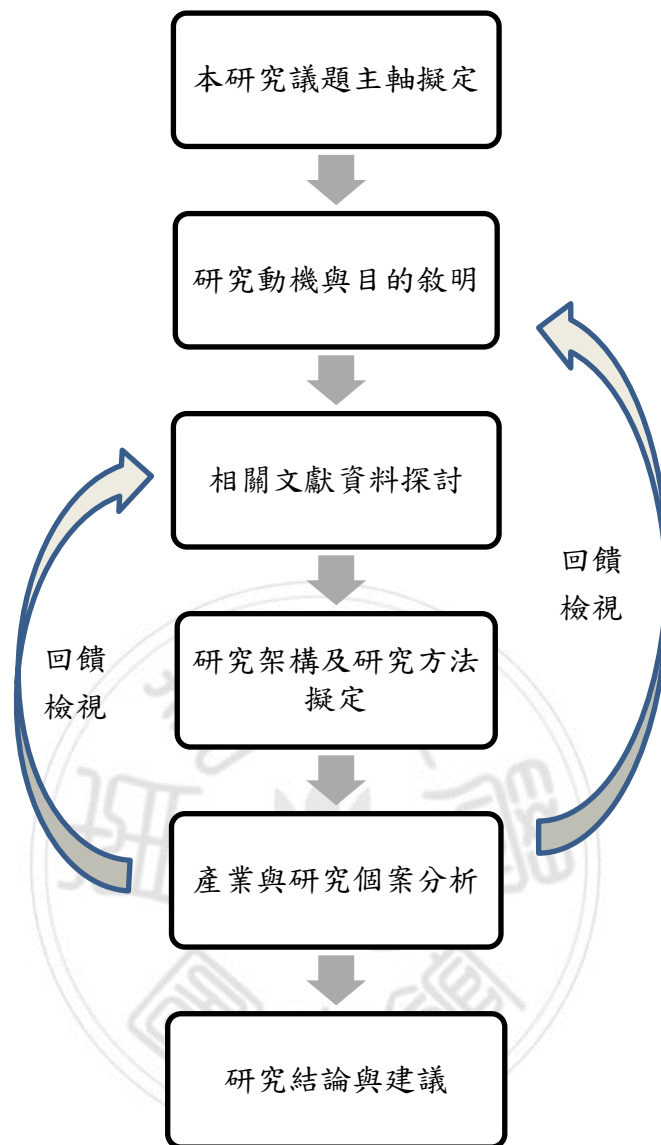 本研究議題主軸擬定
研究動機與目的敘明
相關文獻資料探討
回饋
檢視
研究架構及研究方法
擬定
回饋
檢視
產業與研究個案分析
研究結論與建議